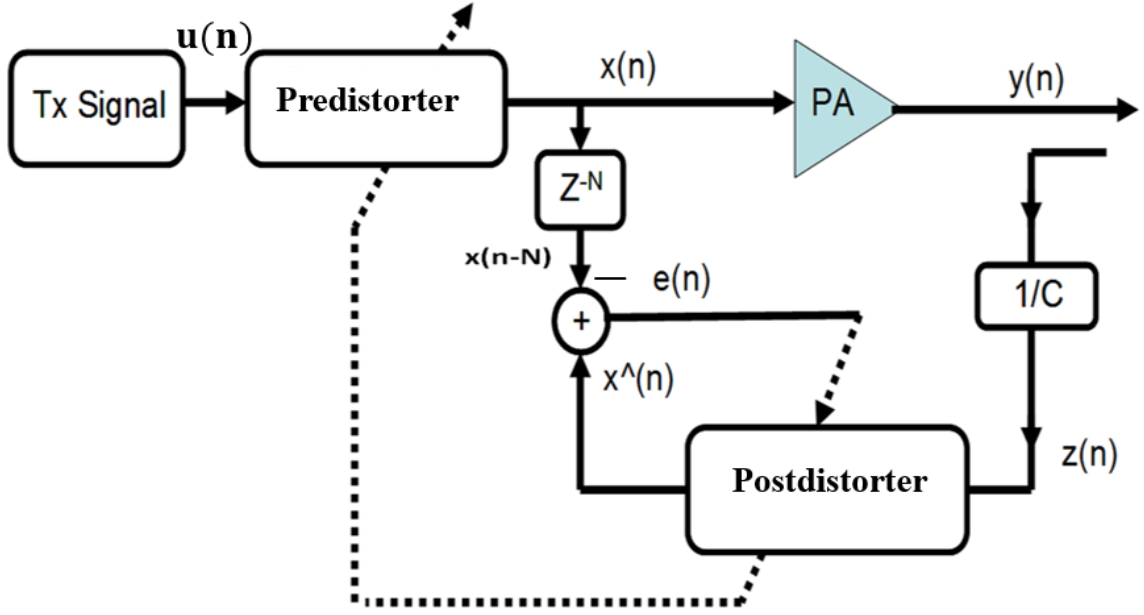 u(n)
Tx Signal
Predistorter
x(n)
PA
y(n)
Z-N
x(n-N)
—
e(n)
+
1/C
x^(n)
Postdistorter
z(n)